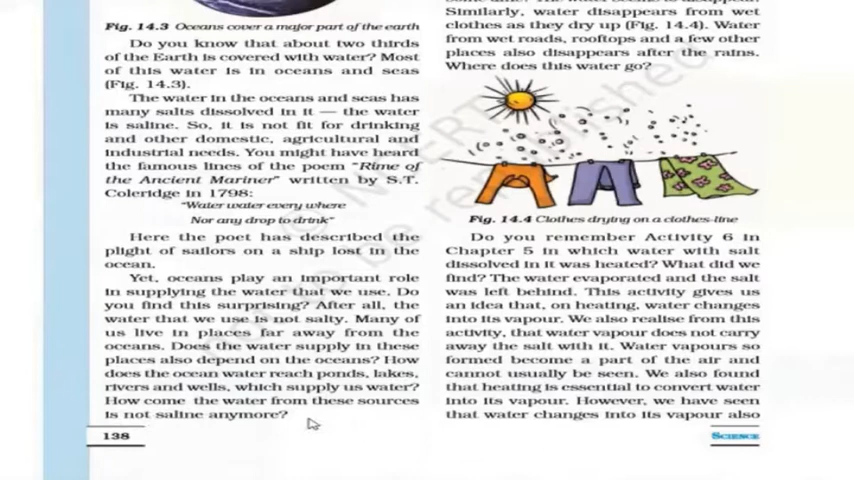 Fig. 14.3 Oceans cover a major part of the earth
Do you know that about two thirds
of the Earth is covered with water? Most
of this water is in oceans and seas
(Fig. 14.3).
The water in the oceans and seas has
many salts dissolved in it — the water
is saline. So, it is not fit for drinking
and other domestic, agricultural and
industrial needs. You might have heard
the famous lines of the poem "Rime of
the Ancient Mariner" written by S.T.
Coleridge in 1798:
"Water water every where
Nor any drop to drink"
Here the poet has described the
plight of sailors on a ship lost in the
ocean.
Yet, oceans play an important role
in supplying the water that we use. Do
you find this surprising? After all, the
water that we use is not salty. Many of
us live in places far away from the
oceans. Does the water supply in these
places also depend on the oceans? How
does the ocean water reach ponds, lakes,
rivers and wells, which supply us water?
How come the water from these sources
is not saline anymore?
138
Similarly, water disappears from wet
clothes as they dry up (Fig. 14.4). Water
from wet roads, rooftops and a few other
places also disappears after the rains.
Where does this water go?
Fig. 14.4 Clothes drying on a clothes-line
Do you remember Activity 6 in
Chapter 5 in which water with salt
dissolved in it was heated? What did we
find? The water evaporated and the salt
was left behind. This activity gives us
an idea that, on heating, water changes
into its vapour. We also realise from this
activity, that water vapour does not carry
away the salt with it. Water vapours so
formed become a part of the air and
cannot usually be seen. We also found
that heating is essential to convert water
into its vapour. However, we have seen
that water changes into its vapour also
SCIENCE